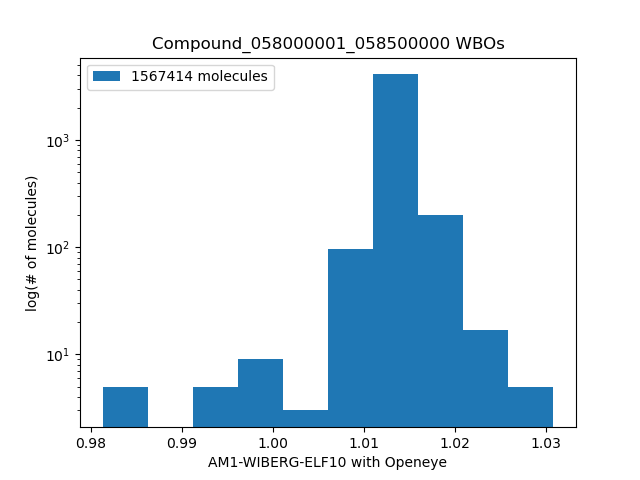 Compound_058000001_058500000 WBOs
1567414 molecules
log(# of molecules)
10^3
10^2
10^1
0.98 0.99 1.00 1.01 1.02 1.03
AM1-WIBERG-ELF10 with Openeye